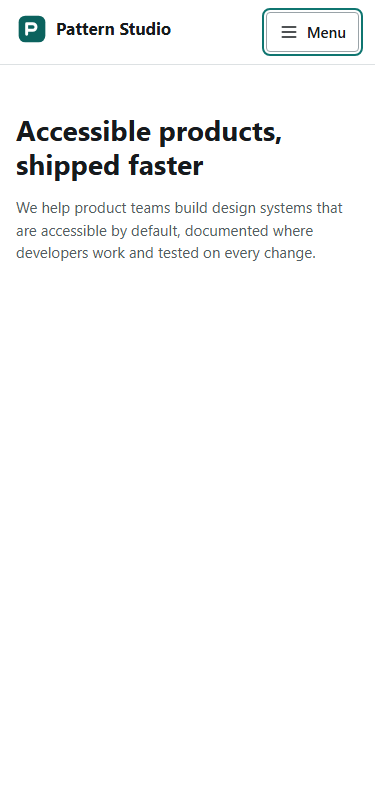 Pattern Studio
Menu
Accessible products,
shipped faster
We help product teams build design systems that
are accessible by default, documented where
developers work and tested on every change.